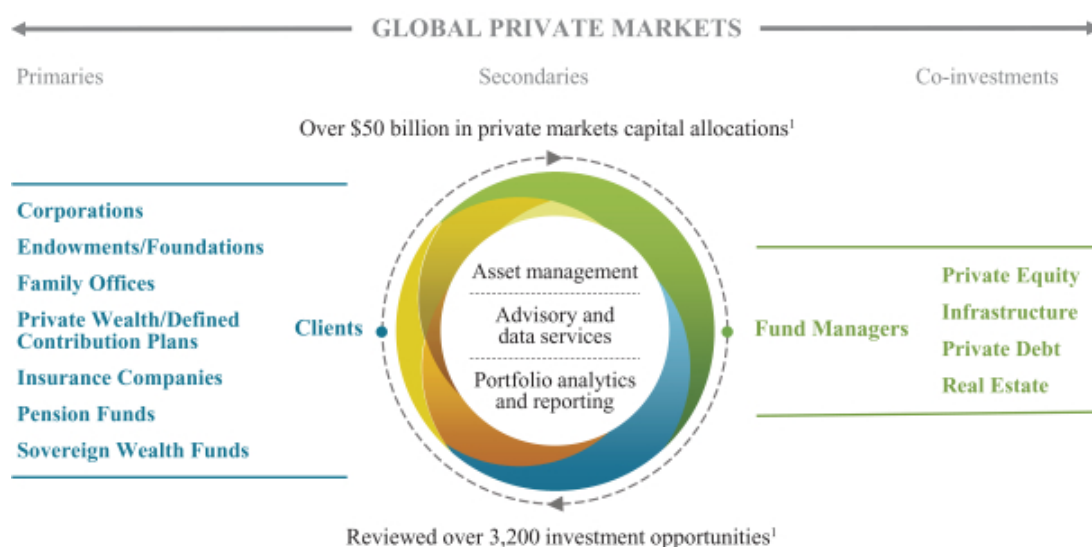 GLOBAL PRIVATE MARKETS
Primaries
Secondaries
Co-investments
Over $50 billion in private markets capital allocations¹
Corporations
Endowments/Foundations
Family Offices
Private Wealth/Defined
Contribution Plans
Insurance Companies
Pension Funds
Sovereign Wealth Funds
Clients
Asset management
Advisory and
data services
Portfolio analytics
and reporting
Fund Managers
Private Equity
Infrastructure
Private Debt
Real Estate
Reviewed over 3,200 investment opportunities¹